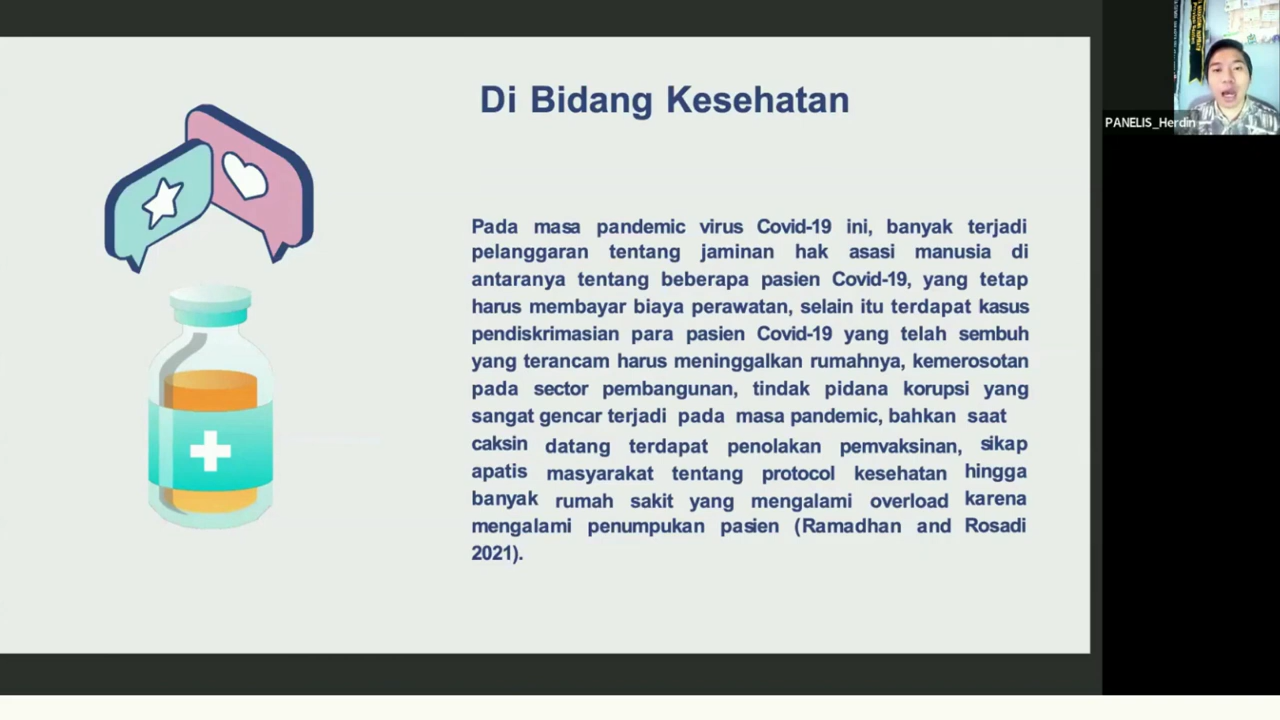 Di Bidang Kesehatan
Pada masa pandemic virus Covid-19 ini, banyak terjadi
pelanggaran tentang jaminan hak asasi manusia di
antaranya tentang beberapa pasien Covid-19, yang tetap
harus membayar biaya perawatan, selain itu terdapat kasus
pendiskrimasian para pasien Covid-19 yang telah sembuh
yang terancam harus meninggalkan rumahnya, kemerosotan
pada sector pembangunan, tindak pidana korupsi yang
sangat gencar terjadi pada masa pandemic, bahkan saat
caksin datang terdapat penolakan pemvaksinan, sikap
apatis masyarakat tentang protocol kesehatan hingga
banyak rumah sakit yang mengalami overload karena
mengalami penumpukan pasien (Ramadhan and Rosadi
2021).
PANELIS_Herdin